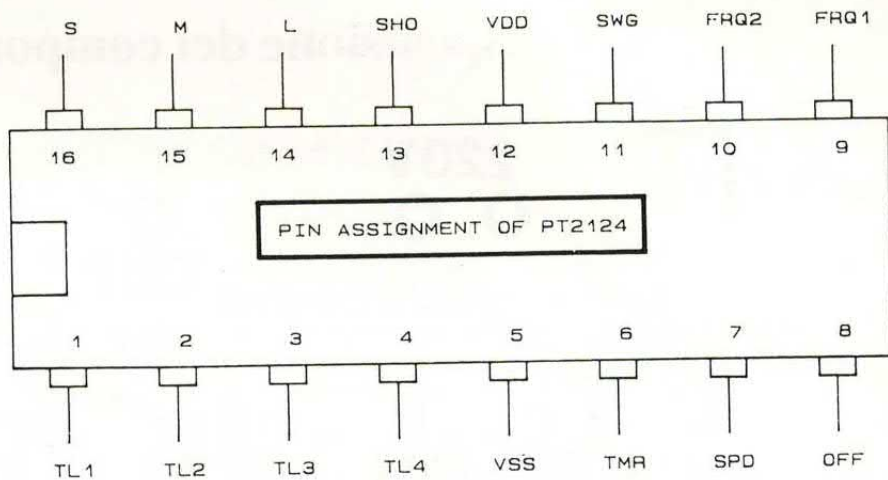 S M L SHO VDD SWG FRQ2 FRQ1
16 15 14 13 12 11 10 9
PIN ASSIGNMENT OF PT2124
1 2 3 4 5 6 7 8
TL1 TL2 TL3 TL4 VSS TMR SPD OFF